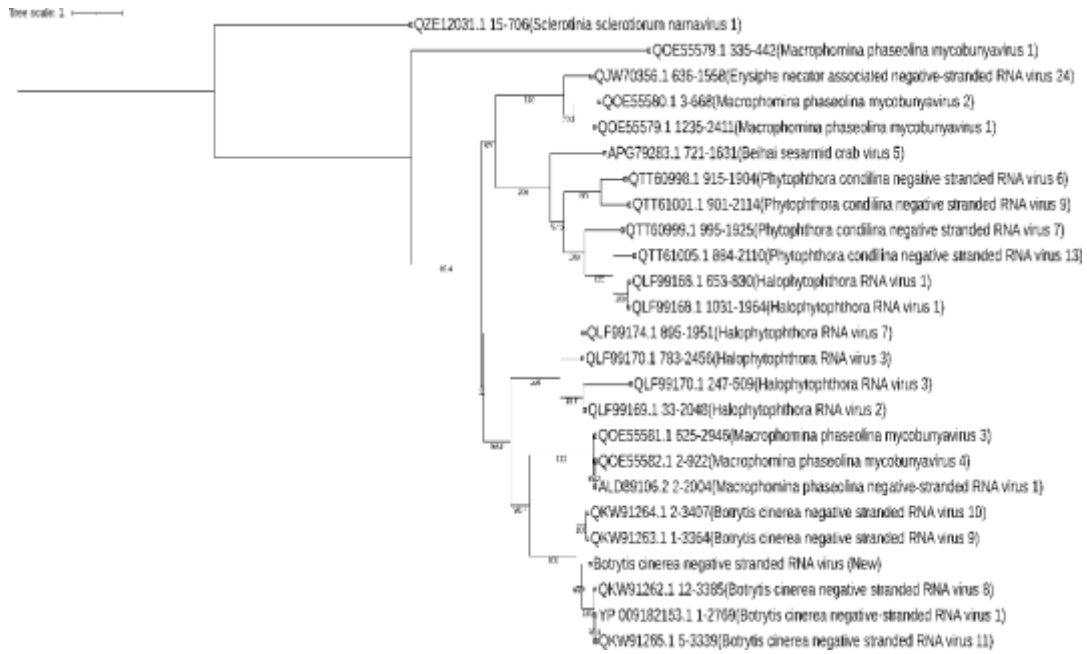 Tree scale: 1
QZE12031.1 15-706(Sclerotinia sclerotiorum narnavirus 1)
QOE55579.1 335-442(Macrophomina phaseolina mycobunyavirus 1)
QJW70356.1 636-1558(Erysiphe necator associated negative-stranded RNA virus 24)
QOE55580.1 3-668(Macrophomina phaseolina mycobunyavirus 2)
QOE55579.1 1235-2411(Macrophomina phaseolina mycobunyavirus 1)
APG79283.1 721-1631(Beihai sesarmid crab virus 5)
QTT60998.1 915-1904(Phytophthora condilina negative stranded RNA virus 6)
QTT61001.1 901-2114(Phytophthora condilina negative stranded RNA virus 9)
QTT60999.1 995-1925(Phytophthora condilina negative stranded RNA virus 7)
QTT61005.1 884-2110(Phytophthora condilina negative stranded RNA virus 13)
QLF99168.1 653-830(Halophytophthora RNA virus 1)
QLF99168.1 1031-1964(Halophytophthora RNA virus 1)
QLF99174.1 895-1951(Halophytophthora RNA virus 7)
QLF99170.1 783-2456(Halophytophthora RNA virus 3)
QLF99170.1 247-509(Halophytophthora RNA virus 3)
QLF99169.1 33-2048(Halophytophthora RNA virus 2)
QOE55581.1 625-2946(Macrophomina phaseolina mycobunyavirus 3)
QOE55582.1 2-922(Macrophomina phaseolina mycobunyavirus 4)
ALD89106.2 2-2004(Macrophomina phaseolina negative-stranded RNA virus 1)
QKW91264.1 2-3407(Botrytis cinerea negative stranded RNA virus 10)
QKW91263.1 1-3364(Botrytis cinerea negative stranded RNA virus 9)
Botrytis cinerea negative stranded RNA virus (New)
QKW91262.1 12-3385(Botrytis cinerea negative stranded RNA virus 8)
YP 009182153.1 1-2769(Botrytis cinerea negative-stranded RNA virus 1)
QKW91265.1 5-3339(Botrytis cinerea negative stranded RNA virus 11)